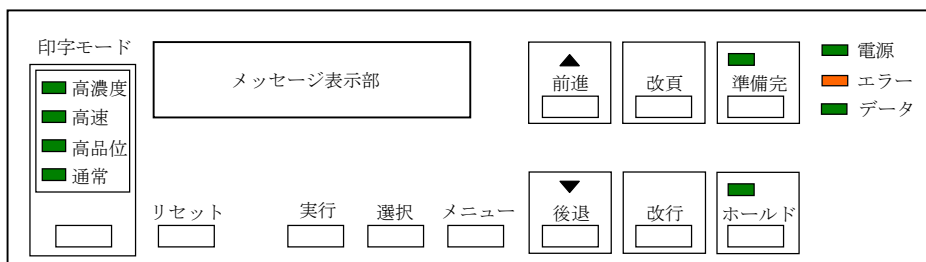 印字モード
高濃度
高速
高品位
通常
メッセージ表示部
リセット
実行
選択
メニュー
▲
前進
改頁
準備完
▼
後退
改行
ホールド
電源
エラー
データ